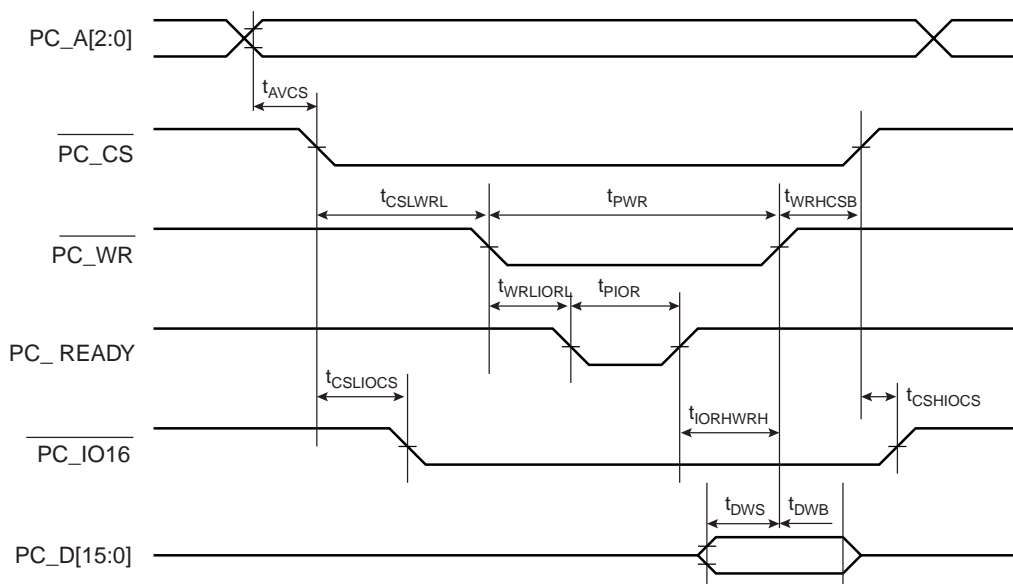 PC_A[2:0]
tAVCS
PC_CS
tCSLWRL
tPWR
tWRHCSB
PC_WR
tWRLIORL
tPIOR
PC_ READY
tCSLIOCS
tCSHIOCS
tIORHWRH
PC_IO16
tDWS
tDWB
PC_D[15:0]